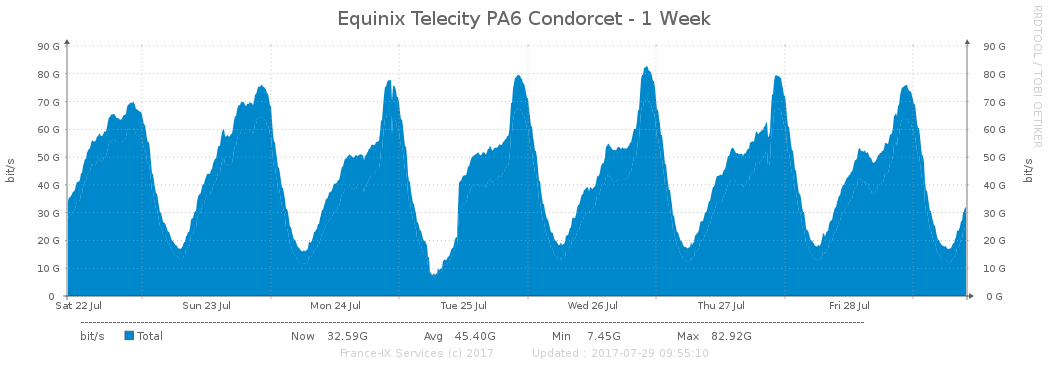 Equinix Telecity PA6 Condorcet - 1 Week
RRDTOOL / TOBI OETIKER
bit/s
90 G
80 G
70 G
60 G
50 G
40 G
30 G
20 G
10 G
0
90 G
80 G
70 G
60 G
50 G
40 G
30 G
20 G
10 G
0 G
bit/s
Sat 22 Jul Sun 23 Jul Mon 24 Jul Tue 25 Jul Wed 26 Jul Thu 27 Jul Fri 28 Jul
bit/s Total Now 32.59G Avg 45.40G Min 7.45G Max 82.92G
France-IX Services (c) 2017 Updated : 2017-07-29 09:55:10